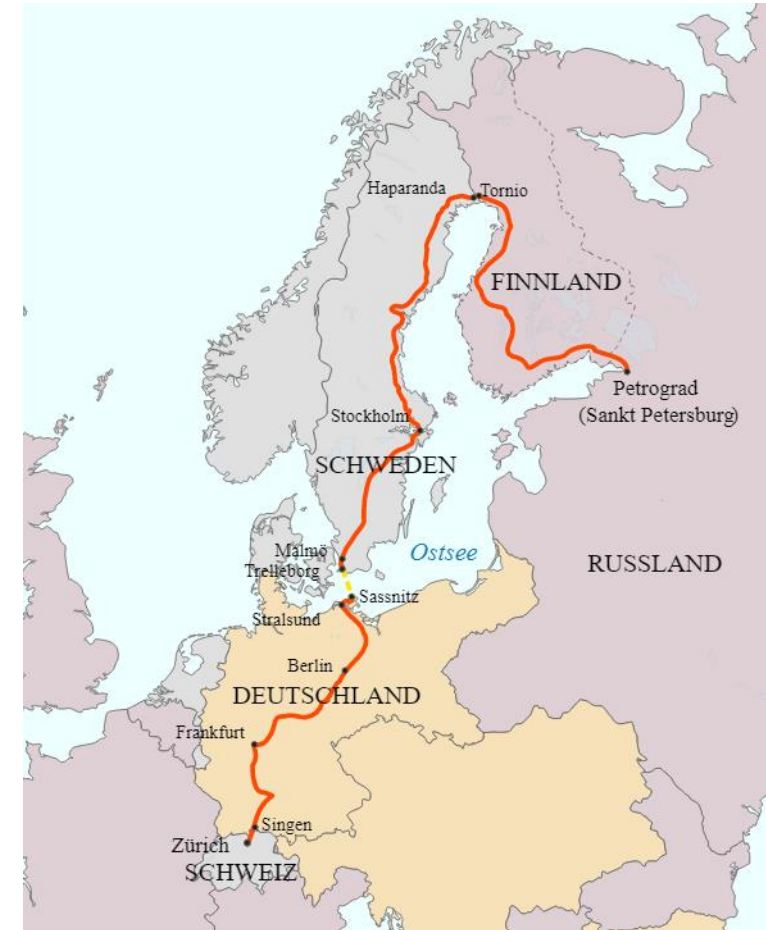 Haparanda
Tornio
FINNLAND
Petrograd
(Sankt Petersburg)
Stockholm
SCHWEDEN
Malmö
Trelleborg
Ostsee
RUSSLAND
Sassnitz
Stralsund
Berlin
DEUTSCHLAND
Frankfurt
Singen
Zürich
SCHWEIZ